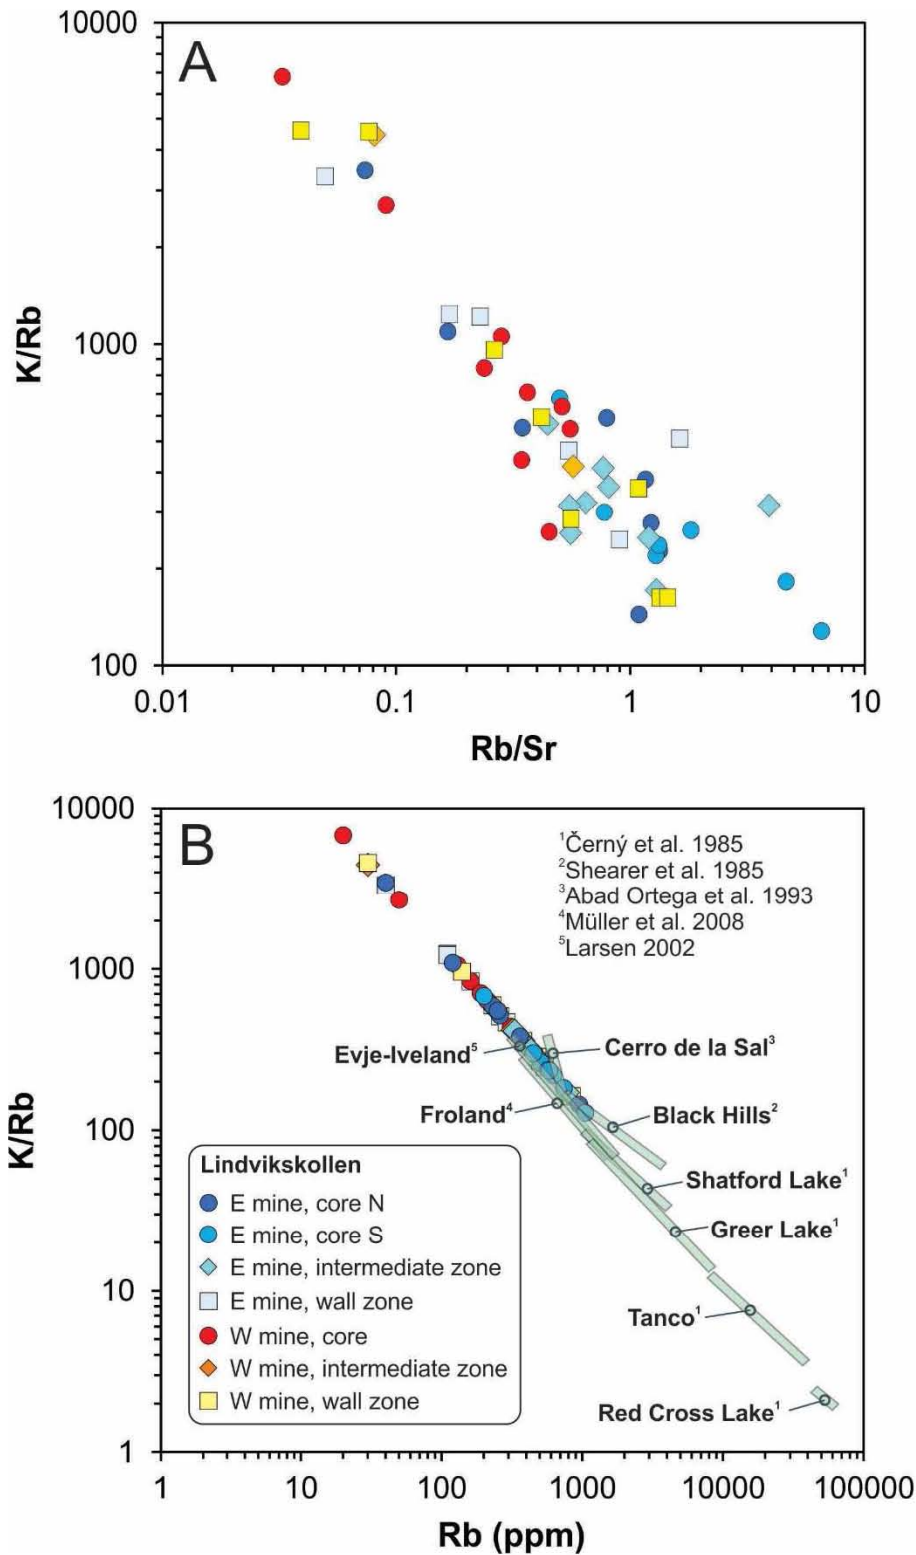 10000
A
1000
K/Rb
100
0.01
0.1
1
10
Rb/Sr
10000
B
¹Černý et al. 1985
²Shearer et al. 1985
³Abad Ortega et al. 1993
⁴Müller et al. 2008
⁵Larsen 2002
1000
Evje-Iveland⁵
Cerro de la Sal³
Froland⁴
Black Hills²
K/Rb
100
Lindvikskollen
Shatford Lake¹
E mine, core N
Greer Lake¹
E mine, core S
E mine, intermediate zone
10
E mine, wall zone
Tanco¹
W mine, core
W mine, intermediate zone
W mine, wall zone
Red Cross Lake¹
1
1
10
100
1000
10000
100000
Rb (ppm)